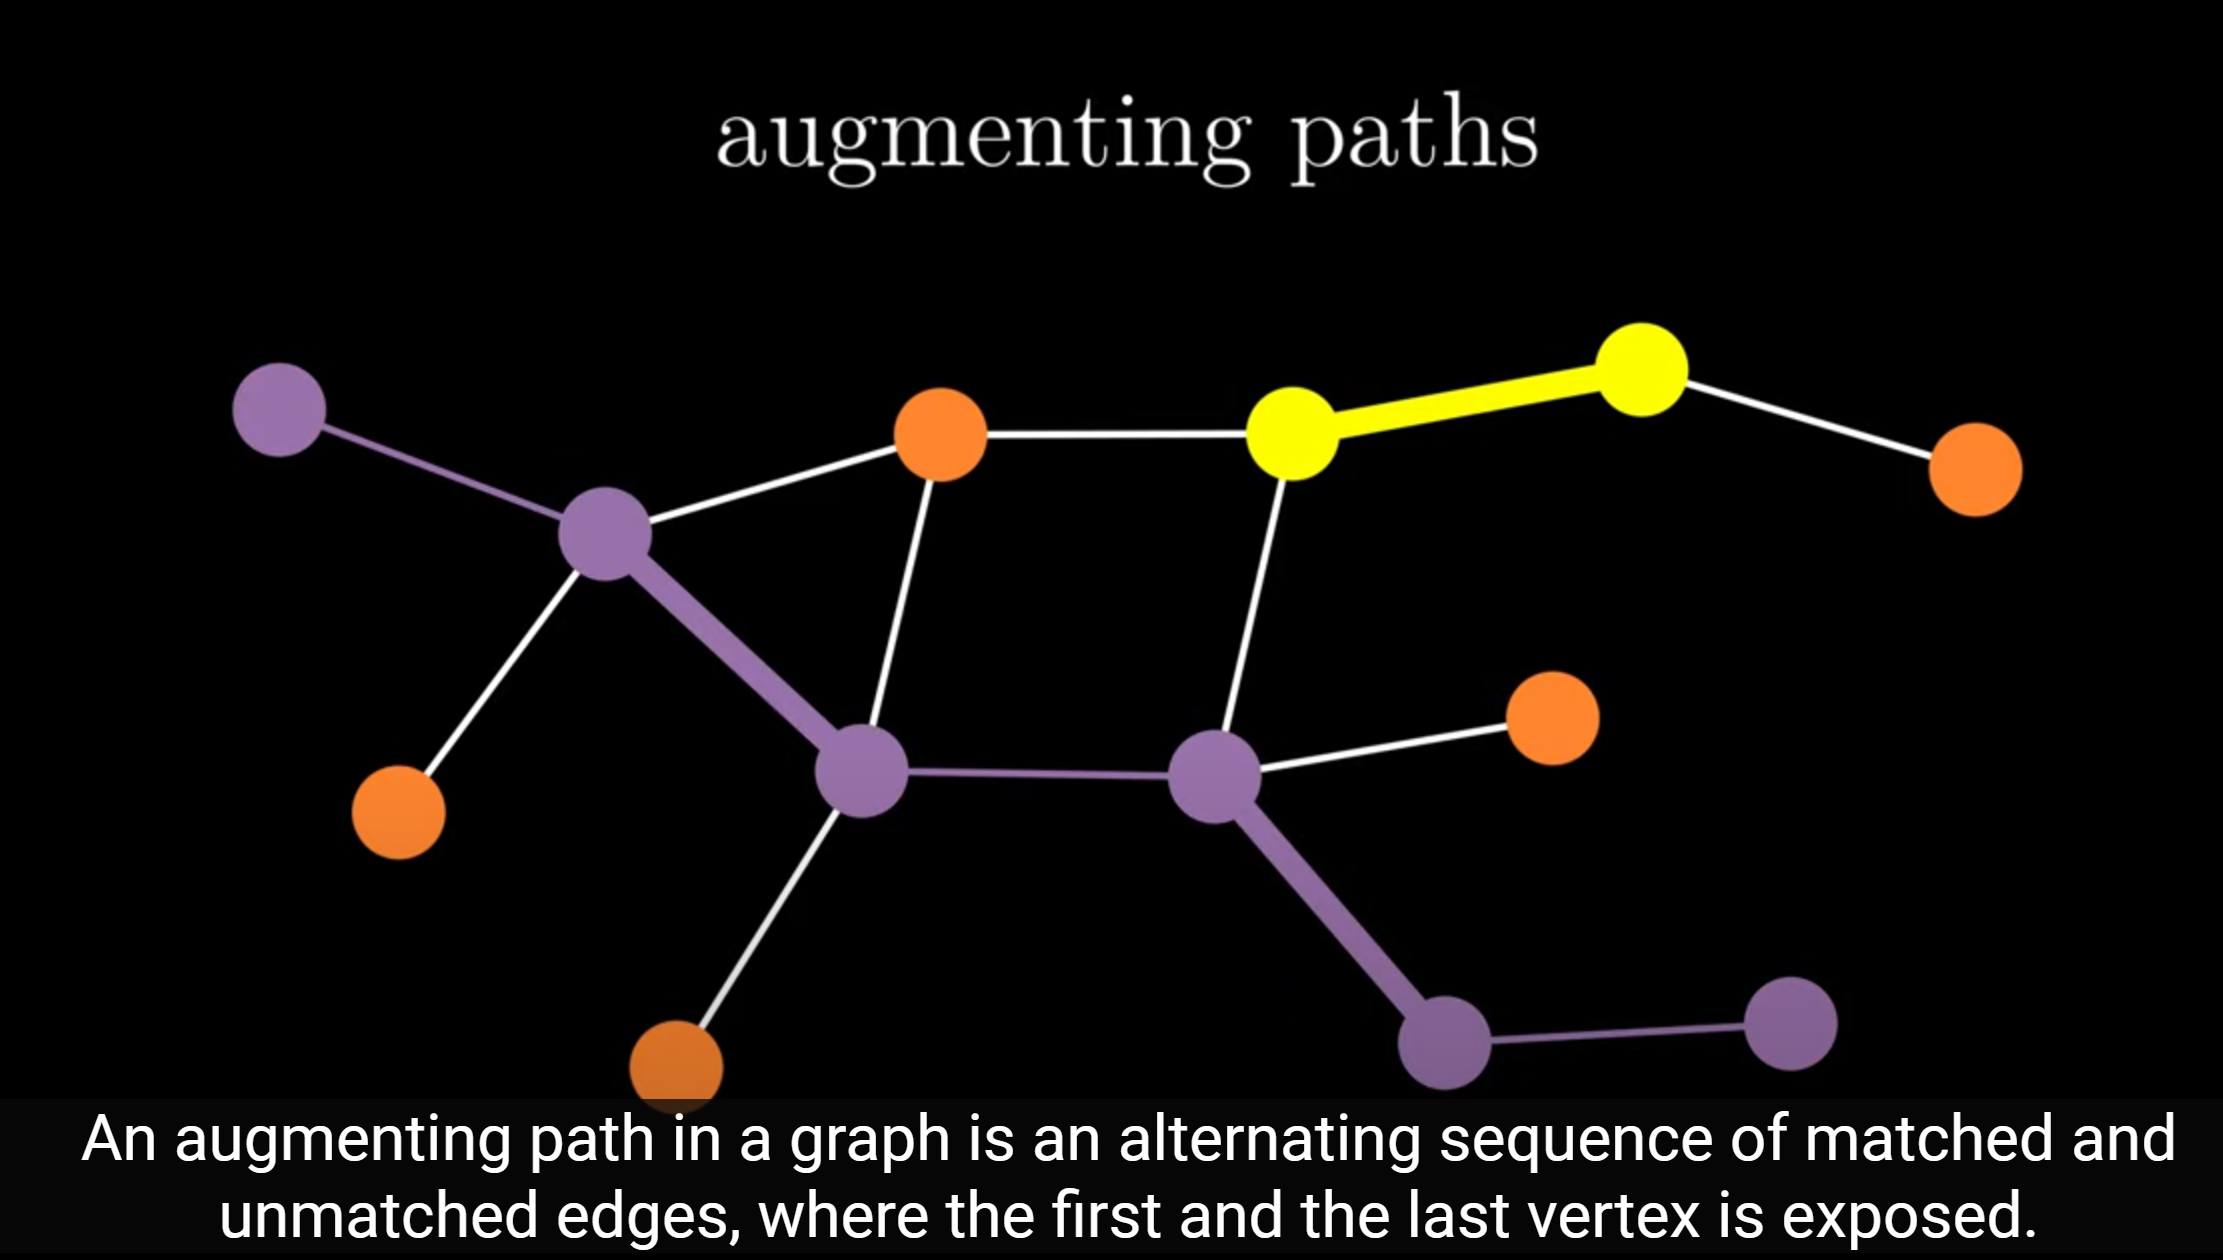 augmenting paths
An augmenting path in a graph is an alternating sequence of matched and
unmatched edges, where the first and the last vertex is exposed.